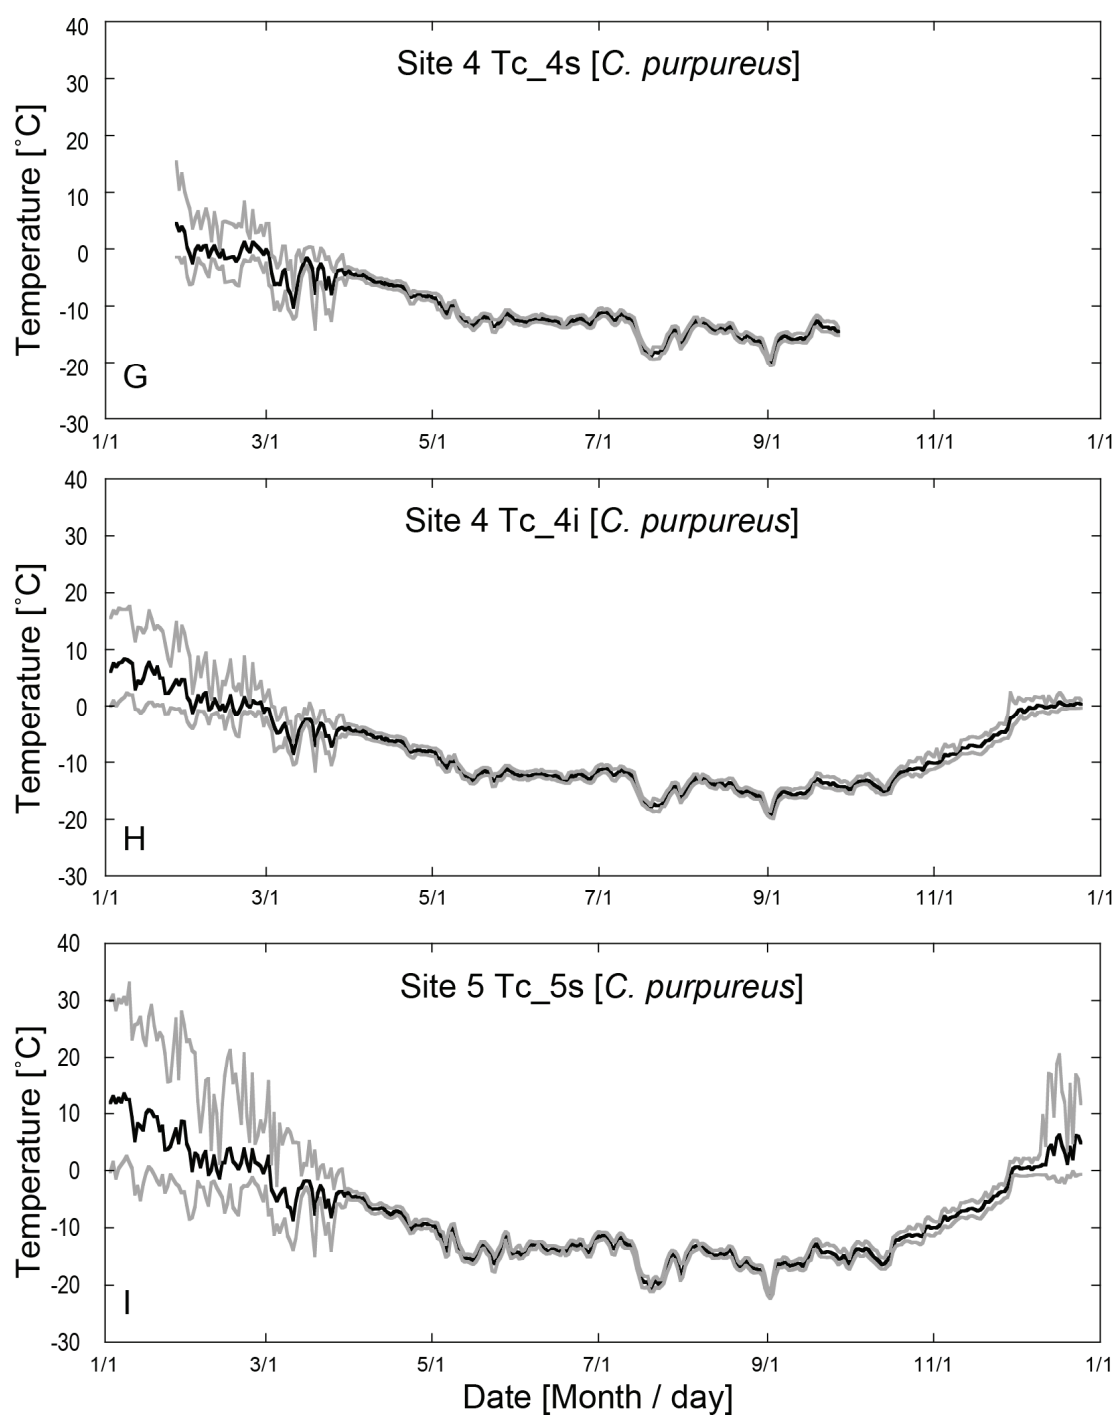 40
Site 4 Tc_4s [C. purpureus]
30
20
10
0
-10
-20
-30
Temperature [˚C]
G
1/1 3/1 5/1 7/1 9/1 11/1 1/1
40
Site 4 Tc_4i [C. purpureus]
30
20
10
0
-10
-20
-30
Temperature [˚C]
H
1/1 3/1 5/1 7/1 9/1 11/1 1/1
40
Site 5 Tc_5s [C. purpureus]
30
20
10
0
-10
-20
-30
Temperature [˚C]
I
1/1 3/1 5/1 7/1 9/1 11/1 1/1
Date [Month / day]